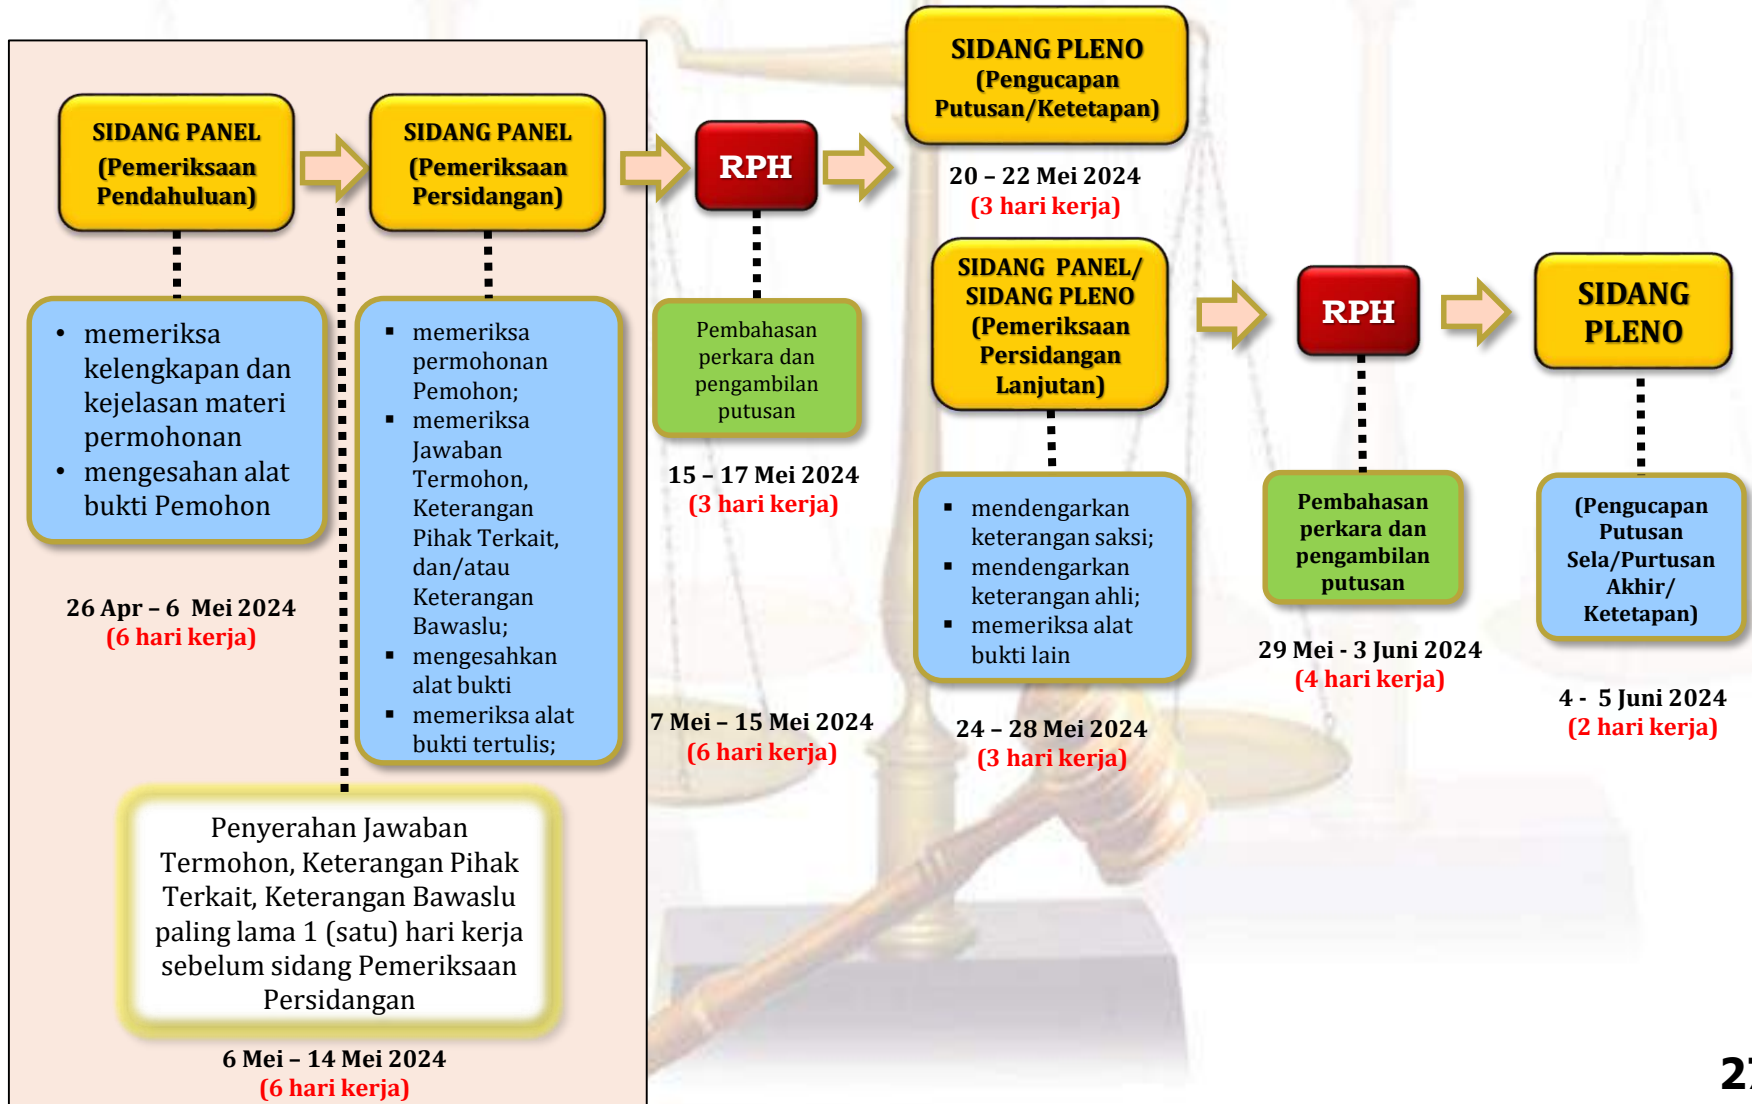 SIDANG PANEL
(Pemeriksaan
Pendahuluan)
• memeriksa
kelengkapan dan
kejelasan materi
permohonan
• mengesahan alat
bukti Pemohon
26 Apr – 6 Mei 2024
(6 hari kerja)
Penyerahan Jawaban
Termohon, Keterangan Pihak
Terkait, Keterangan Bawaslu
paling lama 1 (satu) hari kerja
sebelum sidang Pemeriksaan
Persidangan
6 Mei – 14 Mei 2024
(6 hari kerja)
SIDANG PANEL
(Pemeriksaan
Persidangan)
▪ memeriksa
permohonan
Pemohon;
▪ memeriksa
Jawaban
Termohon,
Keterangan
Pihak Terkait,
dan/atau
Keterangan
Bawaslu;
▪ mengesahkan
alat bukti
▪ memeriksa alat
bukti tertulis;
7 Mei – 15 Mei 2024
(6 hari kerja)
RPH
Pembahasan
perkara dan
pengambilan
putusan
15 – 17 Mei 2024
(3 hari kerja)
SIDANG PLENO
(Pengucapan
Putusan/Ketetapan)
20 – 22 Mei 2024
(3 hari kerja)
SIDANG PANEL/
SIDANG PLENO
(Pemeriksaan
Persidangan
Lanjutan)
▪ mendengarkan
keterangan saksi;
▪ mendengarkan
keterangan ahli;
▪ memeriksa alat
bukti lain
24 – 28 Mei 2024
(3 hari kerja)
RPH
Pembahasan
perkara dan
pengambilan
putusan
29 Mei - 3 Juni 2024
(4 hari kerja)
SIDANG
PLENO
(Pengucapan
Putusan
Sela/Purtusan
Akhir/
Ketetapan)
4 - 5 Juni 2024
(2 hari kerja)
27